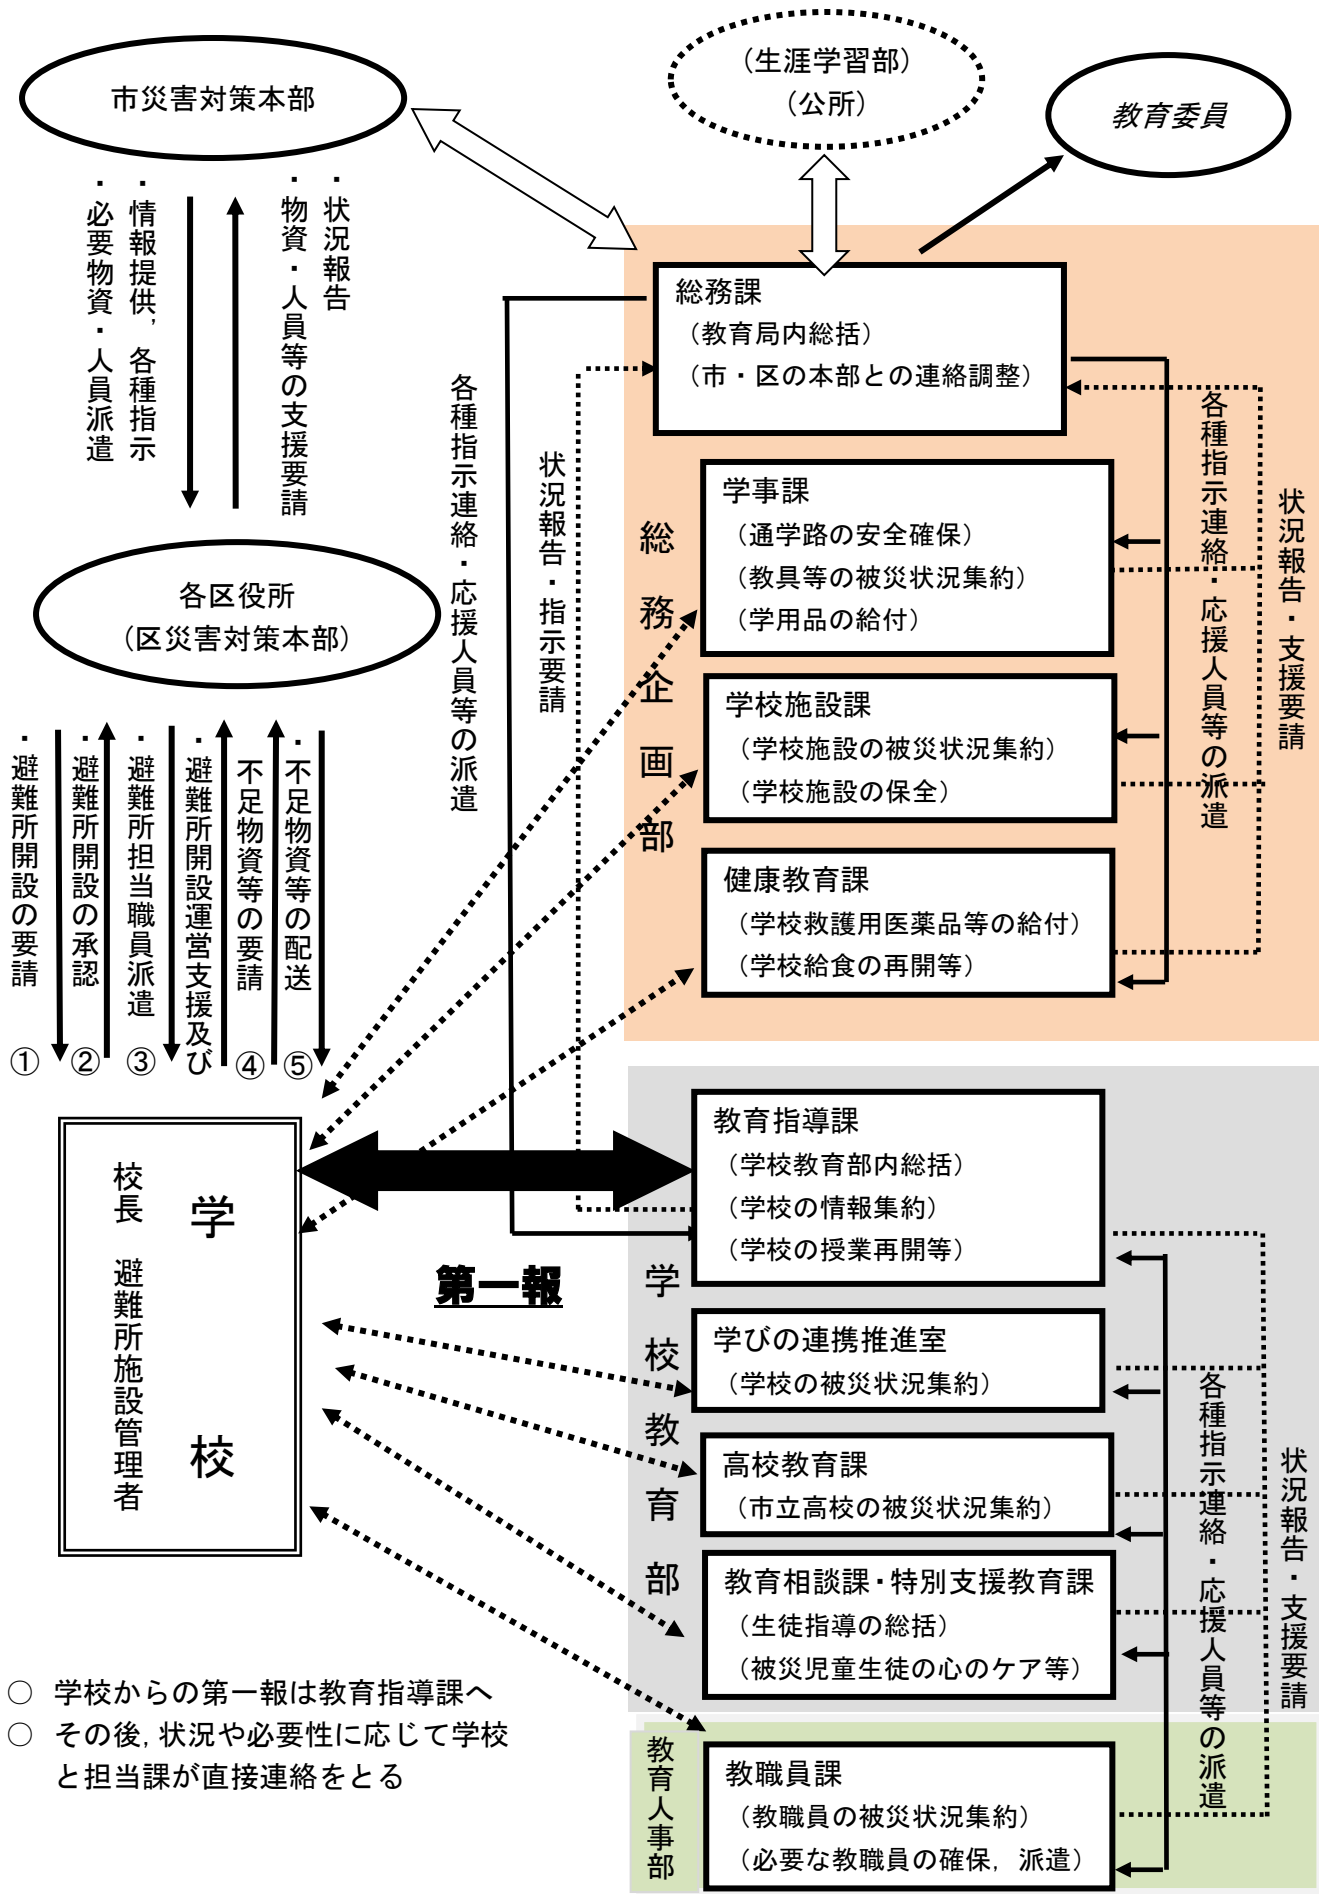 市災害対策本部
(生涯学習部)
(公所)
教育委員
・情報提供，各種指示
・必要物資・人員派遣
・状況報告
・物資・人員等の支援要請
各区役所
(区災害対策本部)
・避難所開設の要請
①
・避難所開設の承認
②
・避難所担当職員派遣
③
・避難所開設運営支援及び
不足物資等の要請
④
・不足物資等の配送
⑤
各種指示連絡・応援人員等の派遣
状況報告・指示要請
総務企画部
総務課
(教育局内総括)
(市・区の本部との連絡調整)
学事課
(通学路の安全確保)
(教具等の被災状況集約)
(学用品の給付)
学校施設課
(学校施設の被災状況集約)
(学校施設の保全)
健康教育課
(学校救護用医薬品等の給付)
(学校給食の再開等)
各種指示連絡・応援人員等の派遣
状況報告・支援要請
学校
校長　避難所施設管理者
第一報
学校教育部
教育指導課
(学校教育部内総括)
(学校の情報集約)
(学校の授業再開等)
学びの連携推進室
(学校の被災状況集約)
高校教育課
(市立高校の被災状況集約)
教育相談課・特別支援教育課
(生徒指導の総括)
(被災児童生徒の心のケア等)
各種指示連絡・応援人員等の派遣
状況報告・支援要請
教育人事部
教職員課
(教職員の被災状況集約)
(必要な教職員の確保，派遣)
○　学校からの第一報は教育指導課へ
○　その後，状況や必要性に応じて学校
と担当課が直接連絡をとる